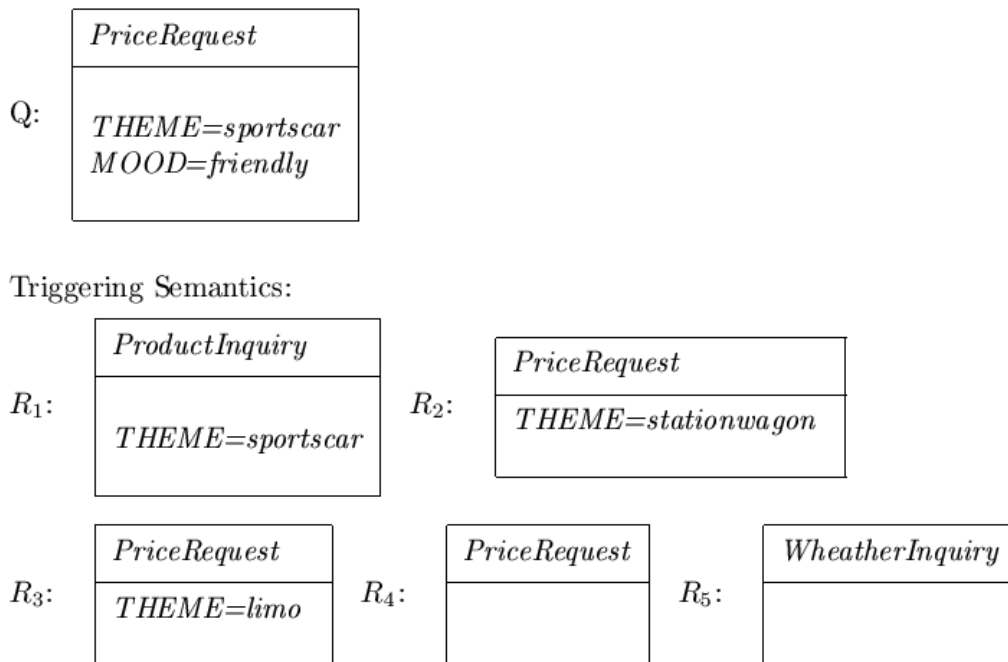 PriceRequest
Q:
THEME=sportscar
MOOD=friendly
Triggering Semantics:
ProductInquiry
R1:
THEME=sportscar
R2:
PriceRequest
THEME=stationwagon
R3:
PriceRequest
THEME=limo
R4:
PriceRequest
R5:
WheatherInquiry